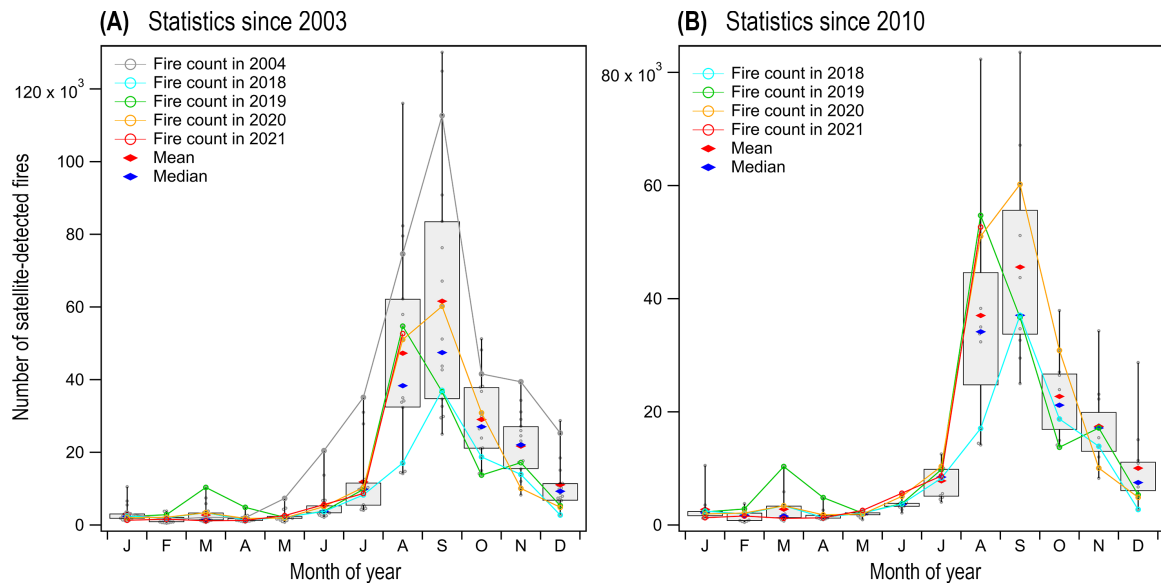 (A) Statistics since 2003
Fire count in 2004
Fire count in 2018
Fire count in 2019
Fire count in 2020
Fire count in 2021
Mean
Median
120 x 10³
100
80
60
40
20
0
Number of satellite-detected fires
J F M A M J J A S O N D
Month of year
(B) Statistics since 2010
Fire count in 2018
Fire count in 2019
Fire count in 2020
Fire count in 2021
Mean
Median
80 x 10³
60
40
20
0
J F M A M J J A S O N D
Month of year